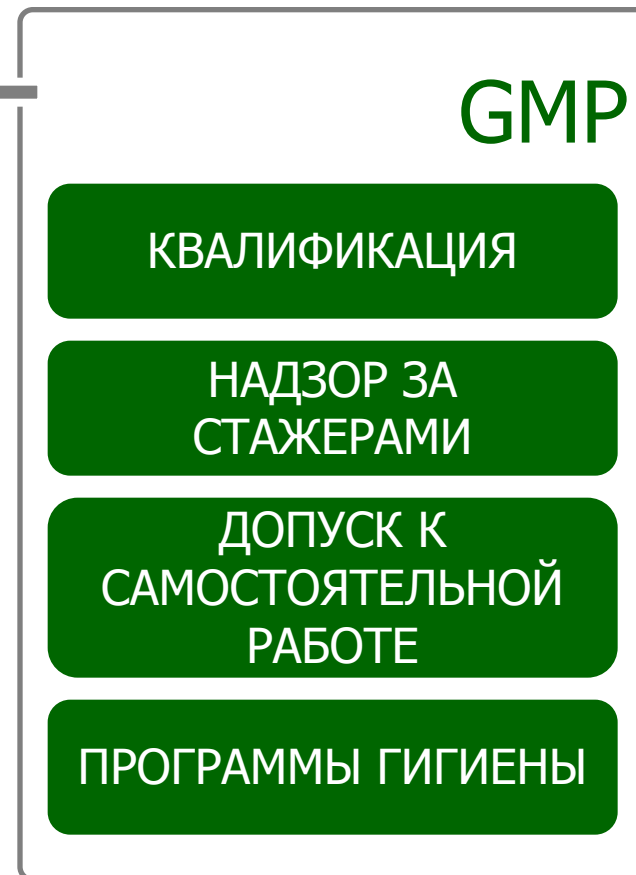 GMP
КВАЛИФИКАЦИЯ
НАДЗОР ЗА
СТАЖЕРАМИ
ДОПУСК К
САМОСТОЯТЕЛЬНОЙ
РАБОТЕ
ПРОГРАММЫ ГИГИЕНЫ